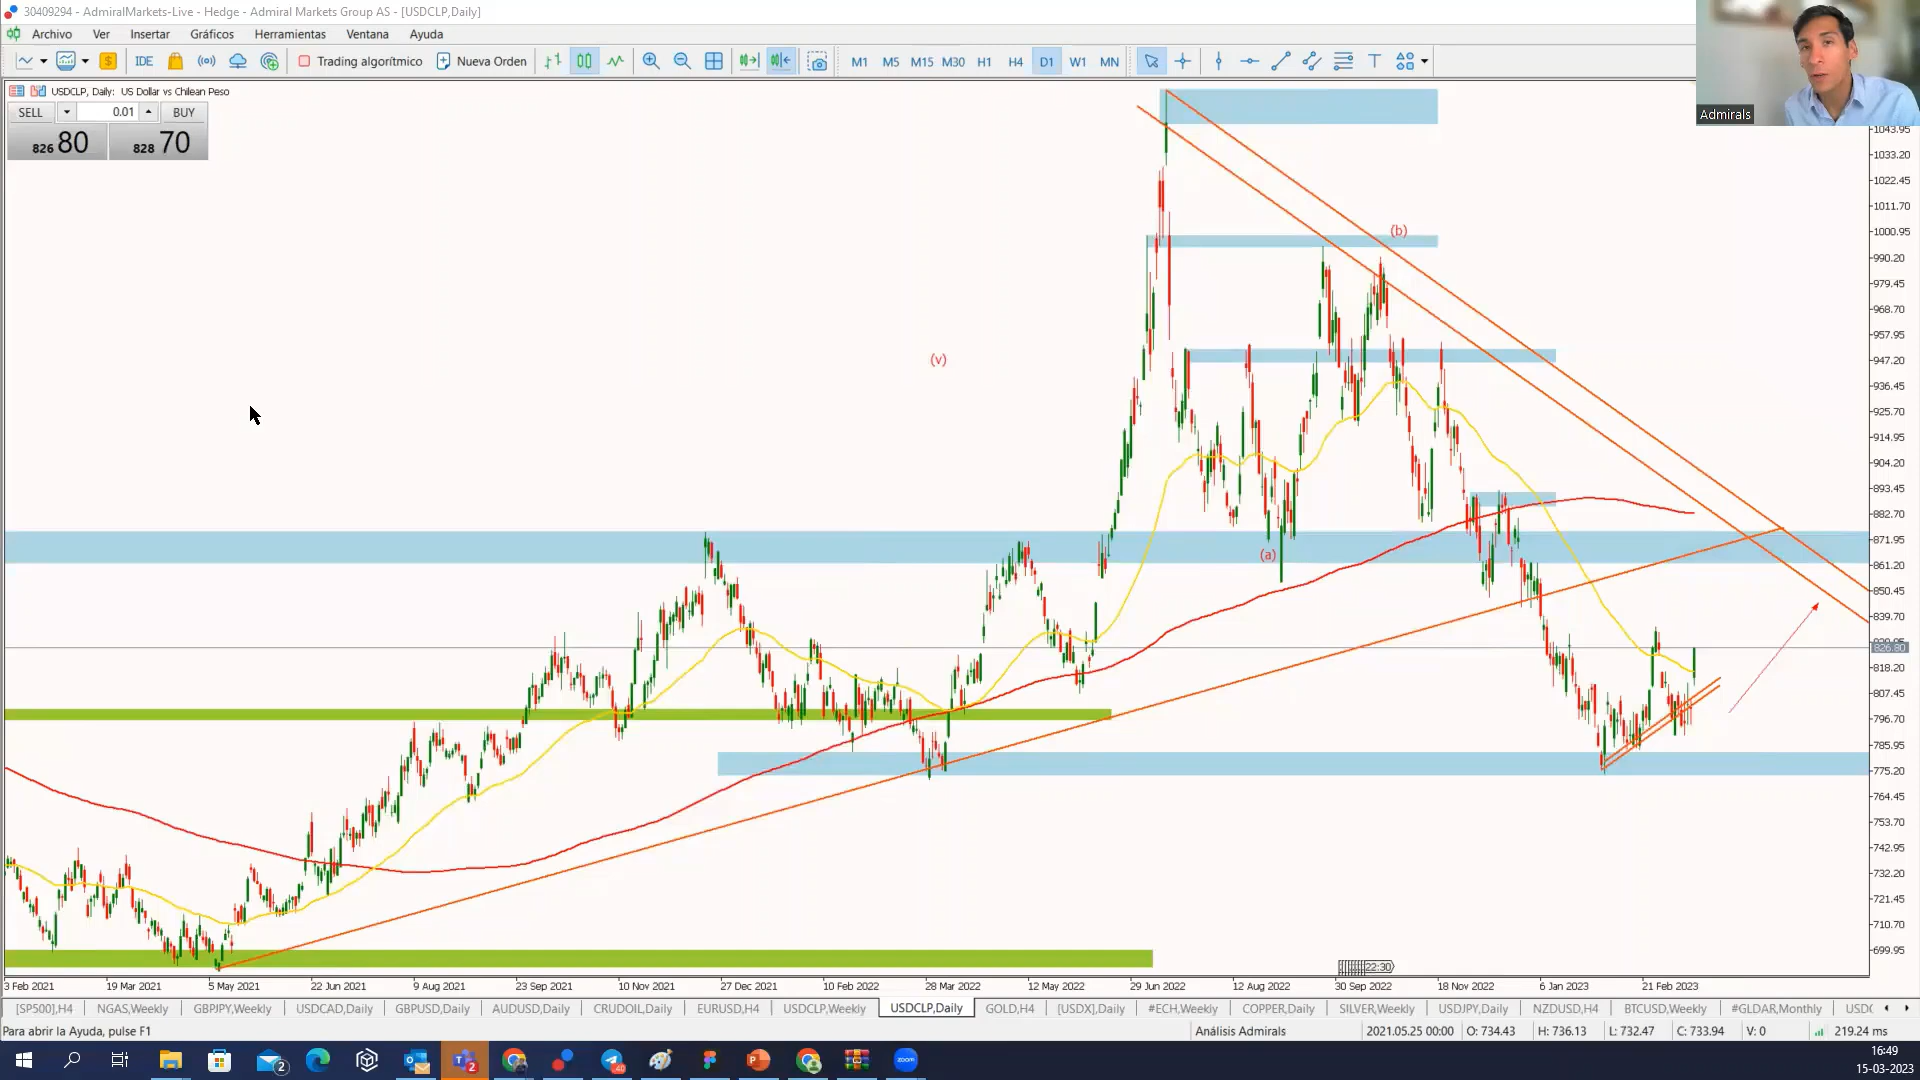 30409294 - AdmiralMarkets-Live - Hedge - Admiral Markets Group AS - [USDCLP,Daily]
Archivo Ver Insertar Gráficos Herramientas Ventana Ayuda
IDE Trading algorítmico Nueva Orden M1 M5 M15 M30 H1 H4 D1 W1 MN
USDCLP, Daily: US Dollar vs Chilean Peso
SELL 0.01 BUY
826 80 828 70
Admirals
1043.95
1033.20
1022.45
1011.70
1000.95
990.20
979.45
968.70
957.95
947.20
936.45
925.70
914.95
904.20
893.45
882.70
871.95
861.20
850.45
839.70
826.80
818.20
807.45
796.70
785.95
775.20
764.45
753.70
742.95
732.20
721.45
710.70
699.95
(b)
(v)
(a)
22:30
3 Feb 2021 19 Mar 2021 5 May 2021 22 Jun 2021 9 Aug 2021 23 Sep 2021 10 Nov 2021 27 Dec 2021 10 Feb 2022 28 Mar 2022 12 May 2022 29 Jun 2022 12 Aug 2022 30 Sep 2022 18 Nov 2022 6 Jan 2023 21 Feb 2023
[SP500],H4 NGAS,Weekly GBPJPY,Weekly USDCAD,Daily GBPUSD,Daily AUDUSD,Daily CRUDOIL,Daily EURUSD,H4 USDCLP,Weekly USDCLP,Daily GOLD,H4 [USDX],Daily #ECH,Weekly COPPER,Daily SILVER,Weekly USDJPY,Daily NZDUSD,H4 BTCUSD,Weekly #GLDAR,Monthly
Para abrir la Ayuda, pulse F1 Análisis Admirals 2021.05.25 00:00 O: 734.43 H: 736.13 L: 732.47 C: 733.94 V: 0 219.24 ms
16:49
15-03-2023